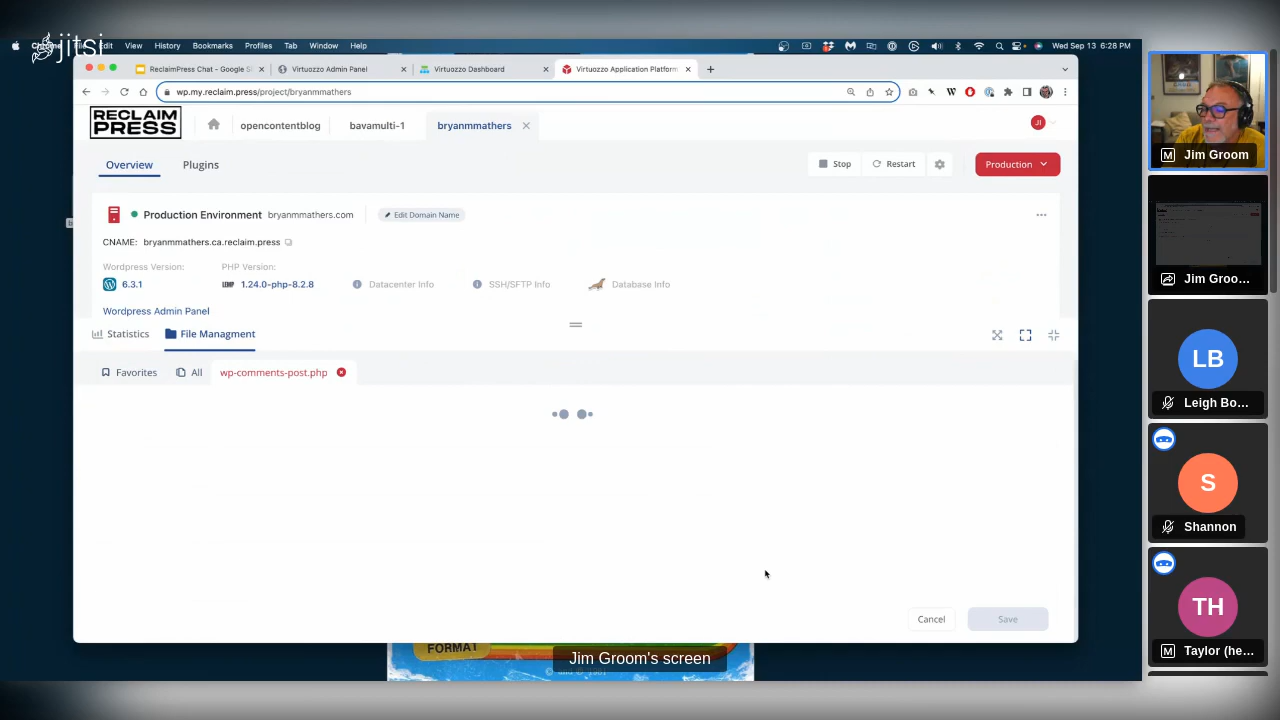 jitsi
Edit View History Bookmarks Profiles Tab Window Help
Wed Sep 13 6:28 PM
ReclaimPress Chat - Google S
Virtuozzo Admin Panel
Virtuozzo Dashboard
Virtuozzo Application Platform
wp.my.reclaim.press/project/bryanmmathers
RECLAIM
PRESS
opencontentblog
bavamulti-1
bryanmmathers
JI
Overview
Plugins
Stop
Restart
Production
Production Environment bryanmmathers.com
Edit Domain Name
CNAME: bryanmmathers.ca.reclaim.press
Wordpress Version:
PHP Version:
6.3.1
1.24.0-php-8.2.8
Datacenter Info
SSH/SFTP Info
Database Info
Wordpress Admin Panel
Statistics
File Managment
Favorites
All
wp-comments-post.php
Cancel
Save
FORMAT
Jim Groom's screen
M Jim Groom
Jim Groo...
LB
Leigh Bo...
S
Shannon
TH
M Taylor (he...